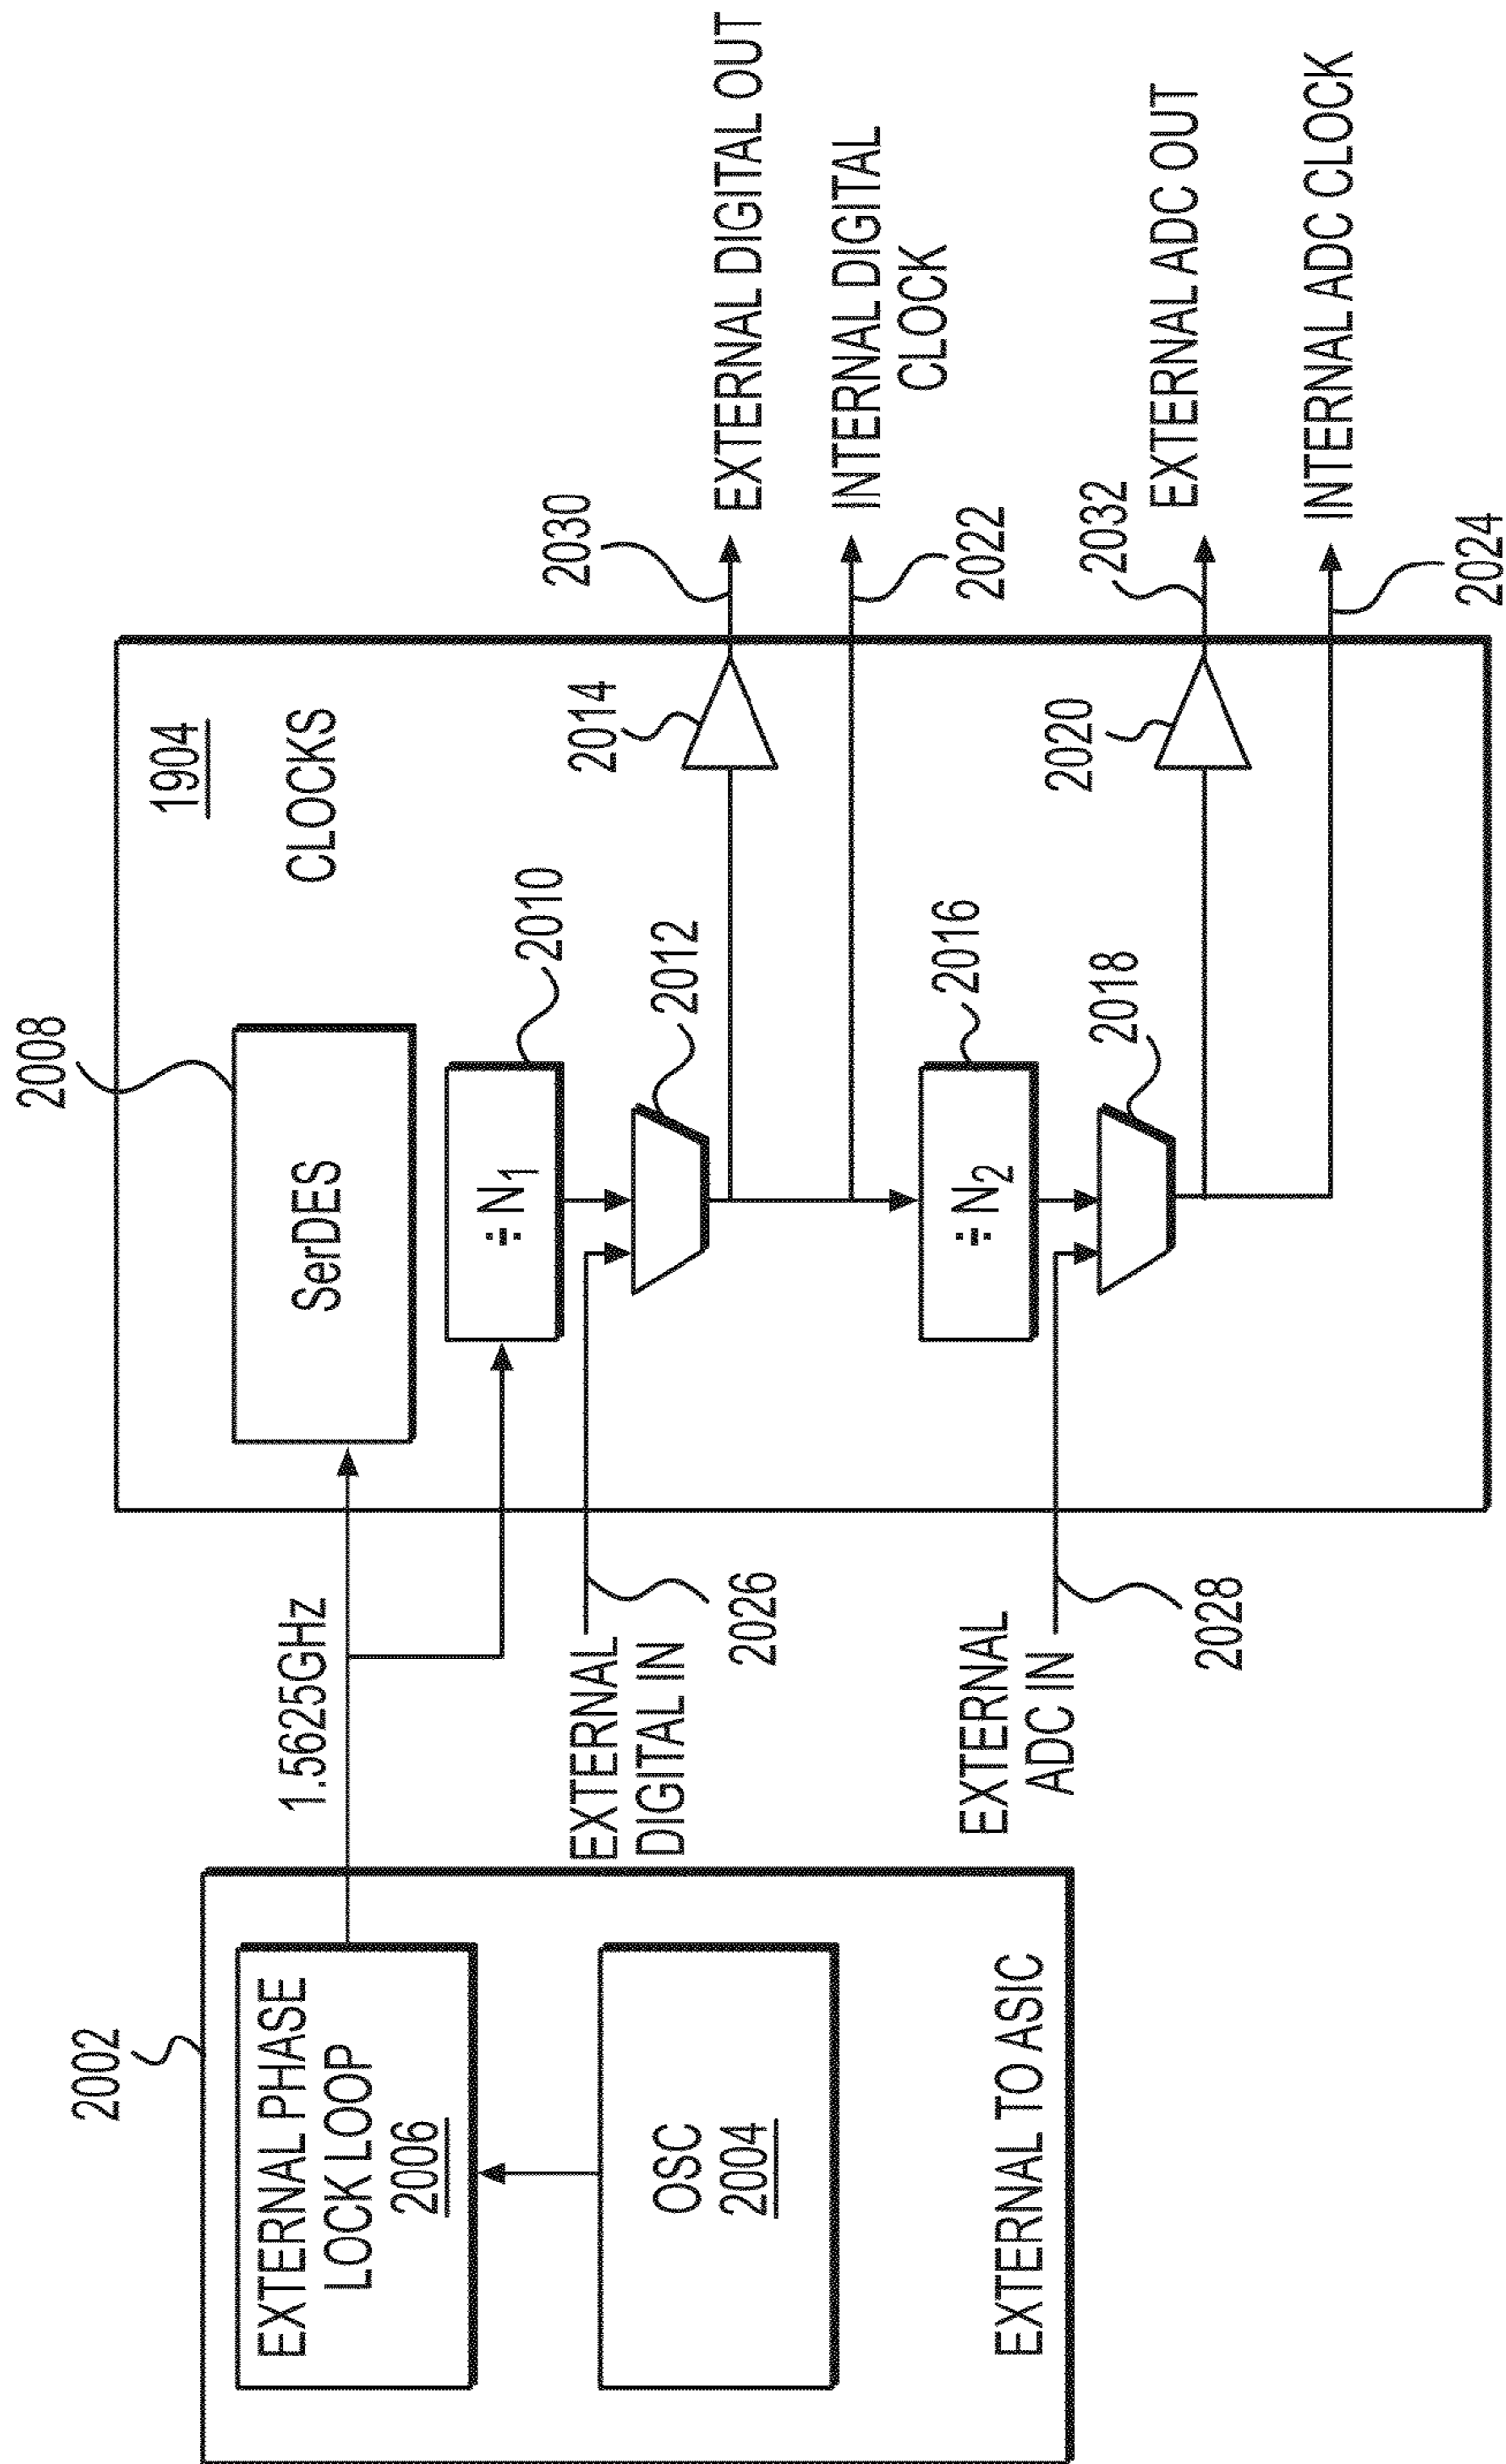 2002
EXTERNAL PHASE
LOCK LOOP
2006
OSC
2004
EXTERNAL TO ASIC
1.5625GHz
EXTERNAL
DIGITAL IN
2026
EXTERNAL
ADC IN
2028
1904
CLOCKS
2008
SerDES
÷ N1
2010
2012
2014
÷ N2
2016
2018
2020
2030
EXTERNAL DIGITAL OUT
INTERNAL DIGITAL
CLOCK
2022
2032
EXTERNAL ADC OUT
INTERNAL ADC CLOCK
2024